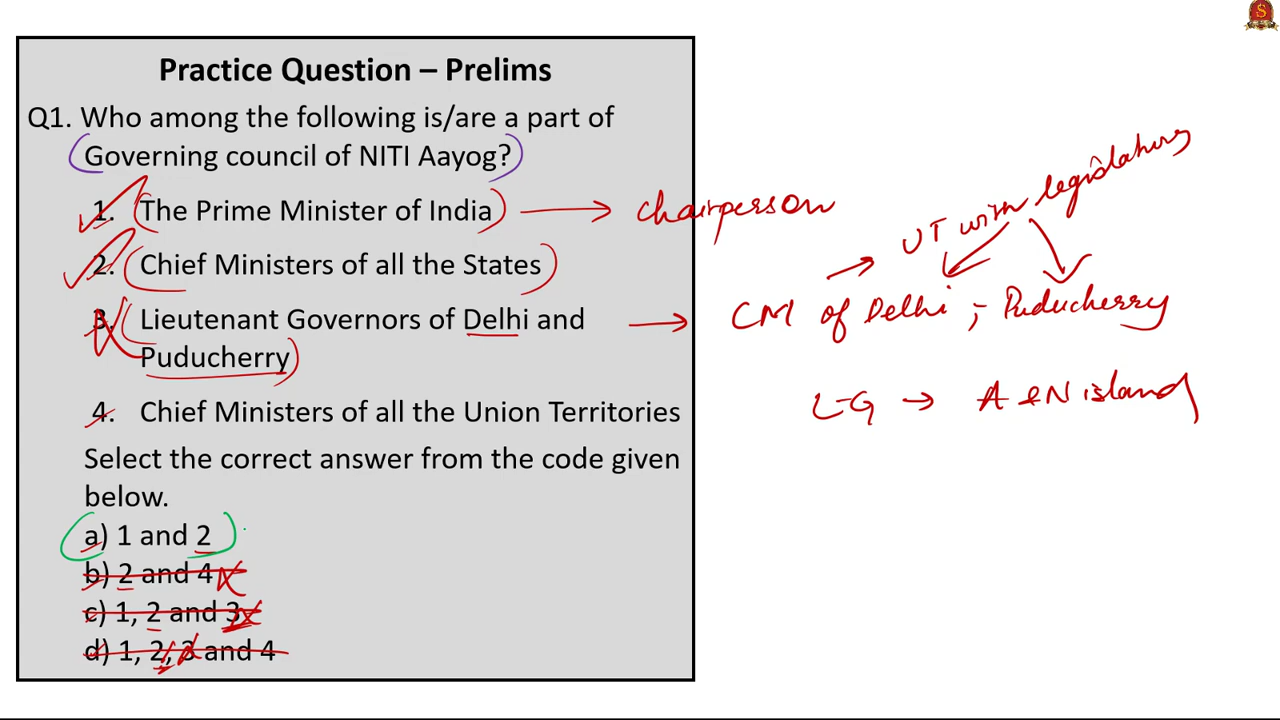 Practice Question – Prelims
Q1. Who among the following is/are a part of
Governing council of NITI Aayog?
1. The Prime Minister of India
2. Chief Ministers of all the States
3. Lieutenant Governors of Delhi and
Puducherry
4. Chief Ministers of all the Union Territories
Select the correct answer from the code given
below.
a) 1 and 2
b) 2 and 4
c) 1, 2 and 3
d) 1, 2, 3 and 4
chairperson
UT with legislatures
CM of Delhi ; Puducherry
LG → A & N island
S